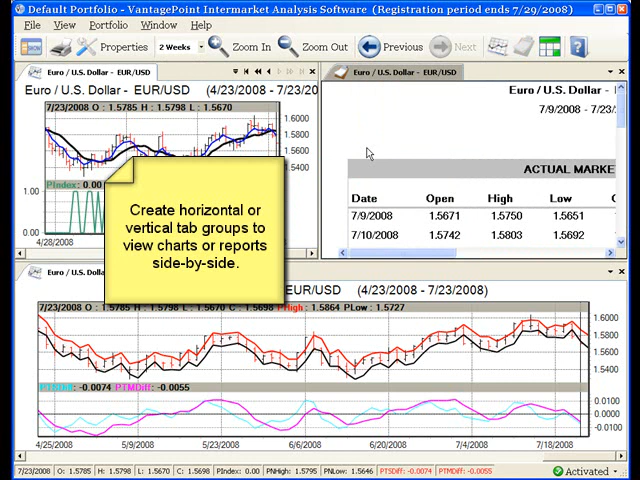 Default Portfolio - VantagePoint Intermarket Analysis Software (Registration period ends 7/29/2008)
File View Portfolio Window Help
Properties 2 Weeks Zoom In Zoom Out Previous Next
Euro / U.S. Dollar - EUR/USD
Euro / U.S. Dollar - EUR/USD (4/23/2008 - 7/23/2
7/23/2008 O : 1.5785 H : 1.5798 L : 1.5670
1.6000
1.5800
1.5400
PIndex: 0.00
1.00
0.00
4/28/2008
Euro / U.S. Dollar - EUR/USD
Euro / U.S. Dollar - EU
7/9/2008 - 7/23/
ACTUAL MARKE
Date Open High Low
7/9/2008 1.5671 1.5750 1.5651
7/10/2008 1.5742 1.5803 1.5692
Create horizontal or
vertical tab groups to
view charts or reports
side-by-side.
Euro / U.S. Dolla
EUR/USD (4/23/2008 - 7/23/2008)
7/23/2008 O : 1.5785 H : 1.5798 L : 1.5670 C : 1.5698 PHigh : 1.5864 PLow : 1.5727
1.6000
1.5800
1.5600
1.5400
PTSDiff: -0.0074 PTMDiff: -0.0055
0.0100
0.0000
-0.0100
4/25/2008 5/9/2008 5/23/2008 6/6/2008 6/20/2008 7/4/2008 7/18/2008
7/23/2008 O: 1.5785 H: 1.5798 L: 1.5670 C: 1.5698 PIndex: 0.00 PNHigh: 1.5795 PNLow: 1.5646 PTSDiff: -0.0074 PTMDiff: -0.0055 Activated